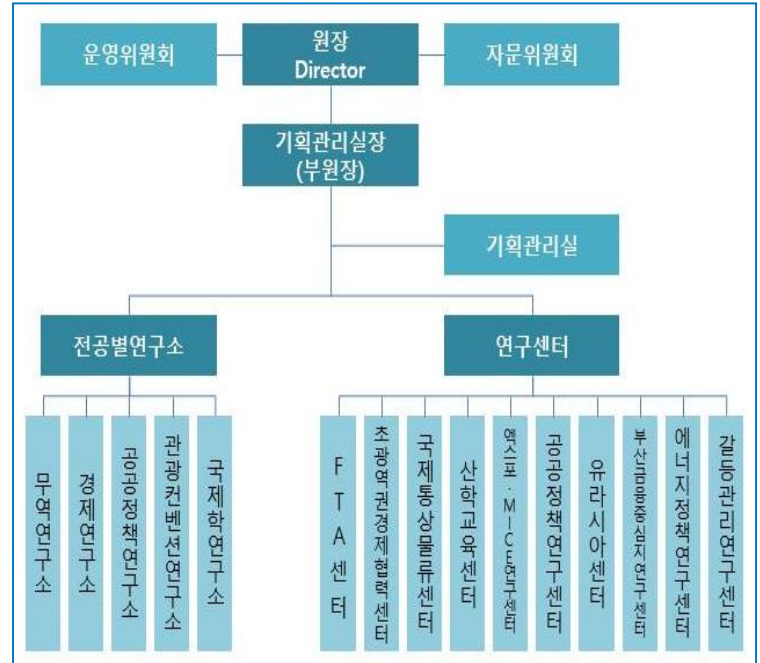 운영위원회
원장
Director
자문위원회
기획관리실장
(부원장)
기획관리실
전공별연구소
연구센터
무역연구소
경제연구소
공공정책연구소
관광컨벤션연구소
국제학연구소
FTA센터
초광역권경제협력센터
국제통상물류센터
산학교육센터
엑스포·MICE연구센터
공공정책연구센터
유라시아센터
부산금융중심지연구센터
에너지정책연구센터
갈등관리연구센터